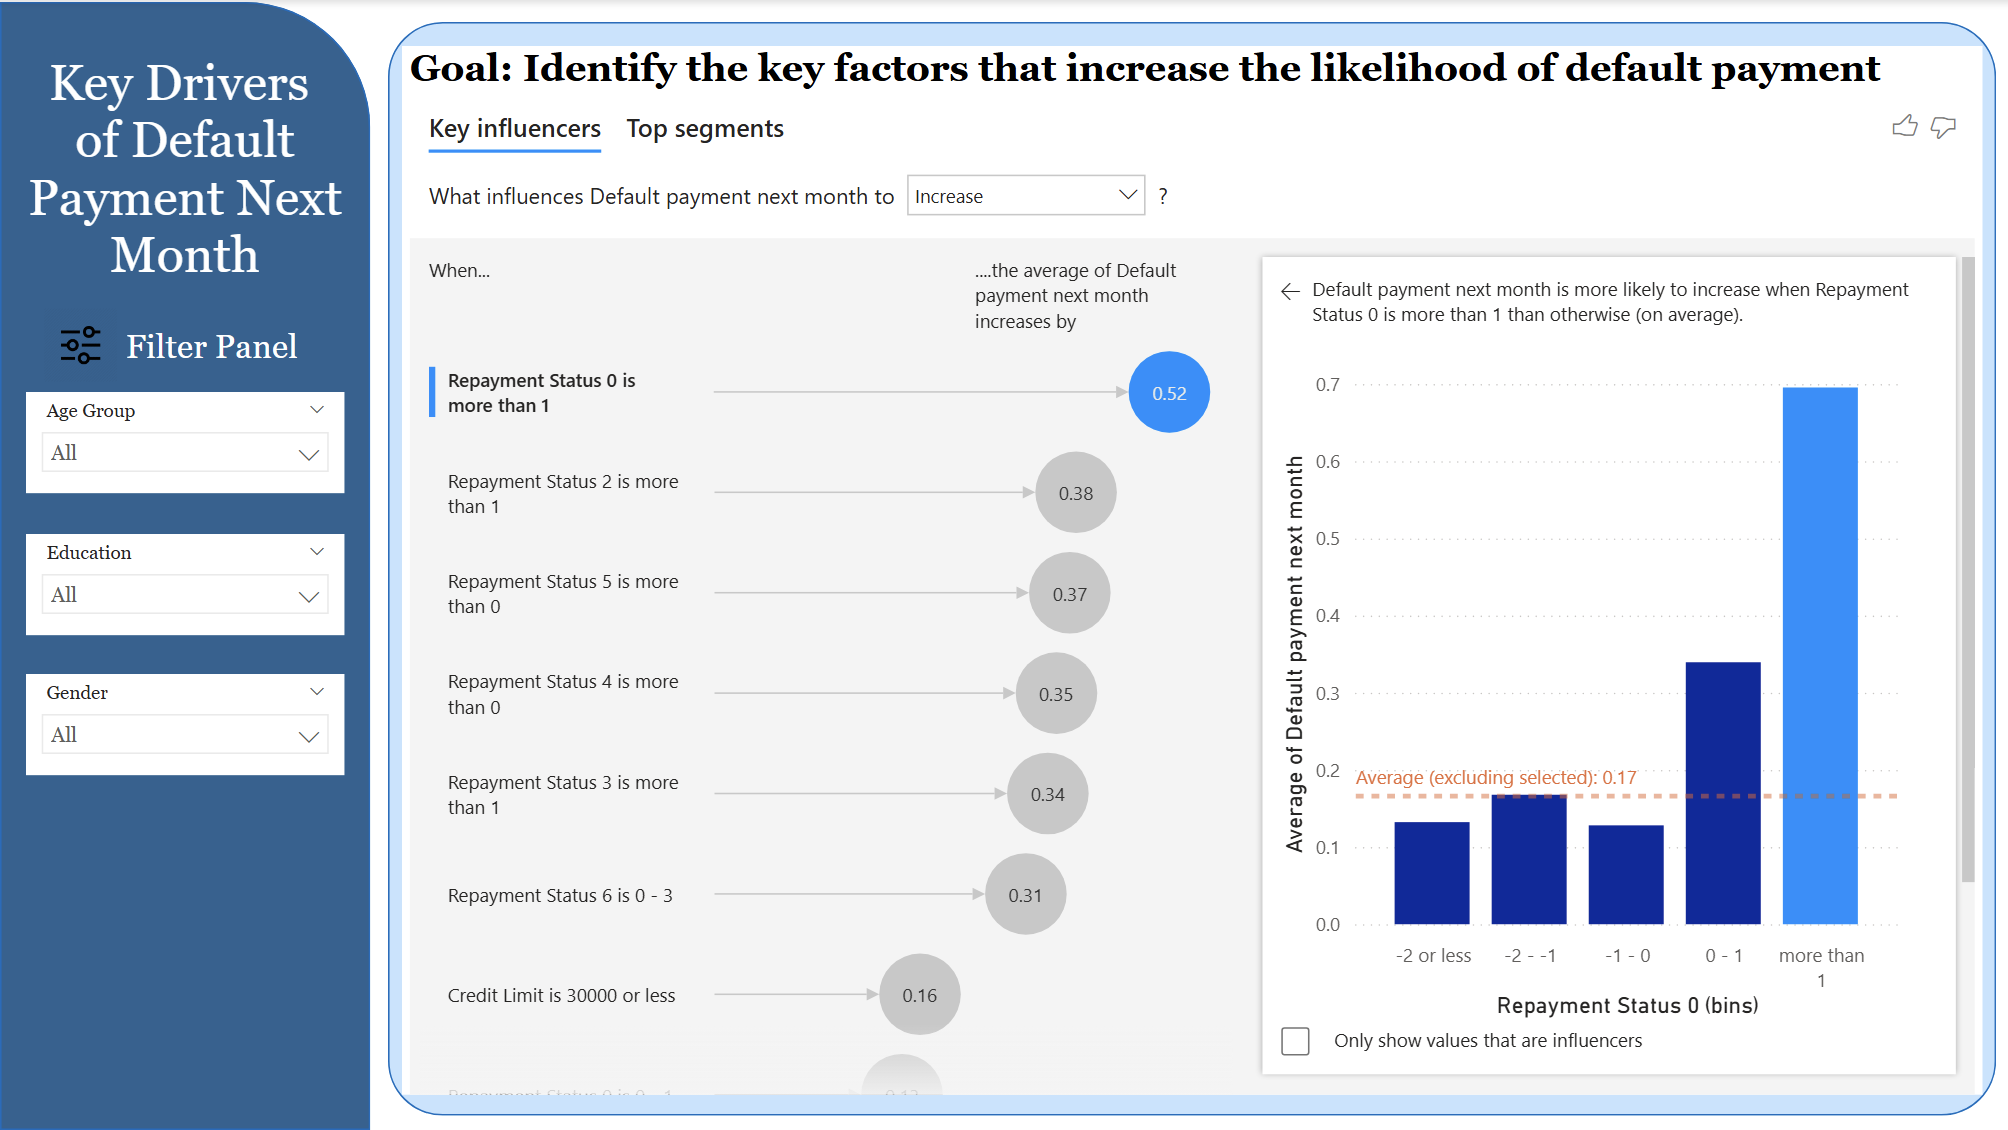 Key Drivers
of Default
Payment Next
Month
Filter Panel
Age Group
All
Education
All
Gender
All
Goal: Identify the key factors that increase the likelihood of default payment
Key influencers
Top segments
What influences Default payment next month to
Increase
?
When...
....the average of Default
payment next month
increases by
Repayment Status 0 is
more than 1
0.52
Repayment Status 2 is more
than 1
0.38
Repayment Status 5 is more
than 0
0.37
Repayment Status 4 is more
than 0
0.35
Repayment Status 3 is more
than 1
0.34
Repayment Status 6 is 0 - 3
0.31
Credit Limit is 30000 or less
0.16
Default payment next month is more likely to increase when Repayment
Status 0 is more than 1 than otherwise (on average).
Average of Default payment next month
0.7
0.6
0.5
0.4
0.3
0.2
0.1
0.0
Average (excluding selected): 0.17
-2 or less
-2 - -1
-1 - 0
0 - 1
more than
1
Repayment Status 0 (bins)
Only show values that are influencers